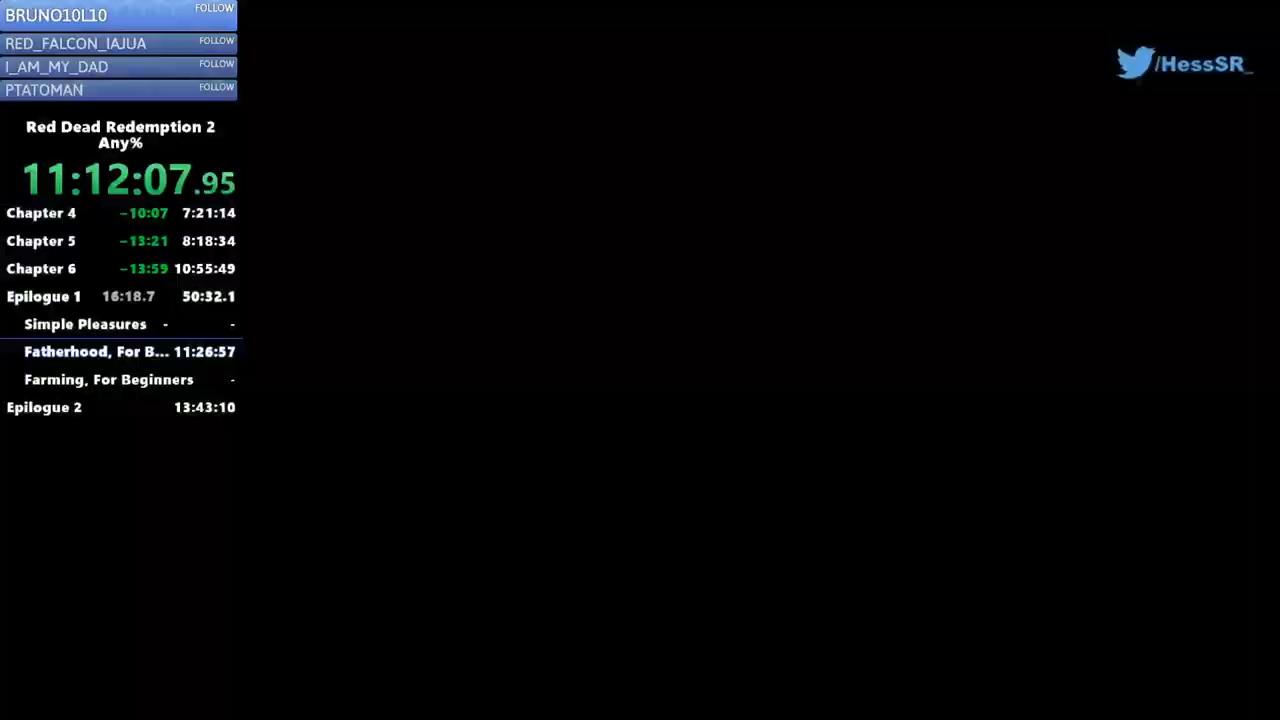 BRUNO10L10 FOLLOW
RED_FALCON_IAJUA FOLLOW
I_AM_MY_DAD FOLLOW
PTATOMAN FOLLOW
/HessSR_
Red Dead Redemption 2
Any%
11:12:07.95
Chapter 4 -10:07 7:21:14
Chapter 5 -13:21 8:18:34
Chapter 6 -13:59 10:55:49
Epilogue 1 16:18.7 50:32.1
Simple Pleasures - -
Fatherhood, For B... 11:26:57
Farming, For Beginners -
Epilogue 2 13:43:10